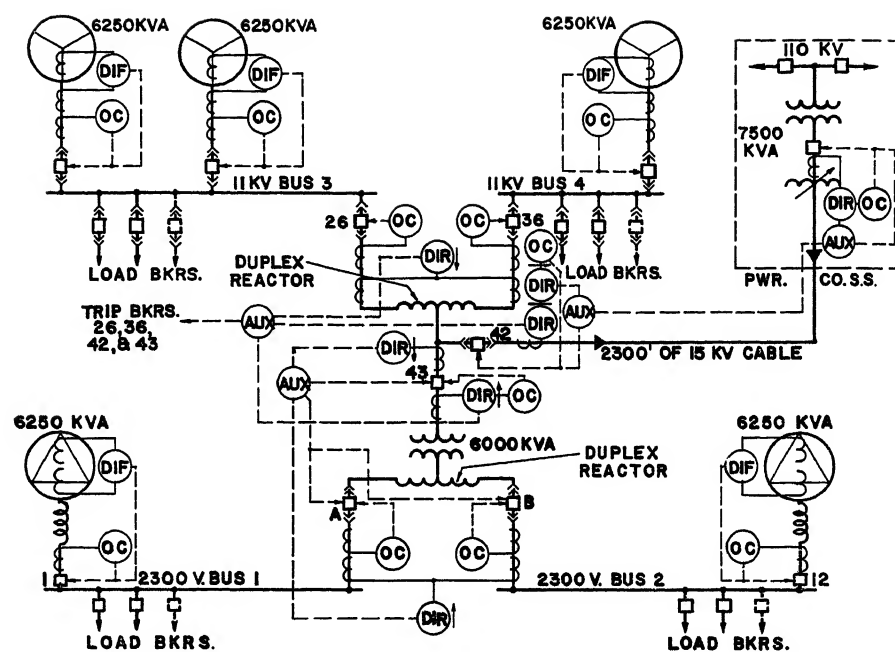 6250KVA
6250KVA
6250KVA
110 KV
DIF
DIF
DIF
OC
OC
OC
7500
KVA
11KV BUS 3
11KV BUS 4
DIR
OC
26
OC
OC
36
OC
AUX
LOAD BKRS.
DUPLEX
REACTOR
DIR
DIR
LOAD BKRS.
PWR.
CO. S.S.
TRIP BKRS.
26, 36,
42, & 43
AUX
DIR
AUX
42
DIR
2300' OF 15 KV CABLE
43
AUX
DIR
OC
6250 KVA
6250 KVA
6000KVA
DUPLEX
REACTOR
DIF
DIF
A
B
OC
OC
OC
OC
1
2300 V. BUS 1
2300 V. BUS 2
12
DIR
LOAD BKRS.
LOAD BKRS.